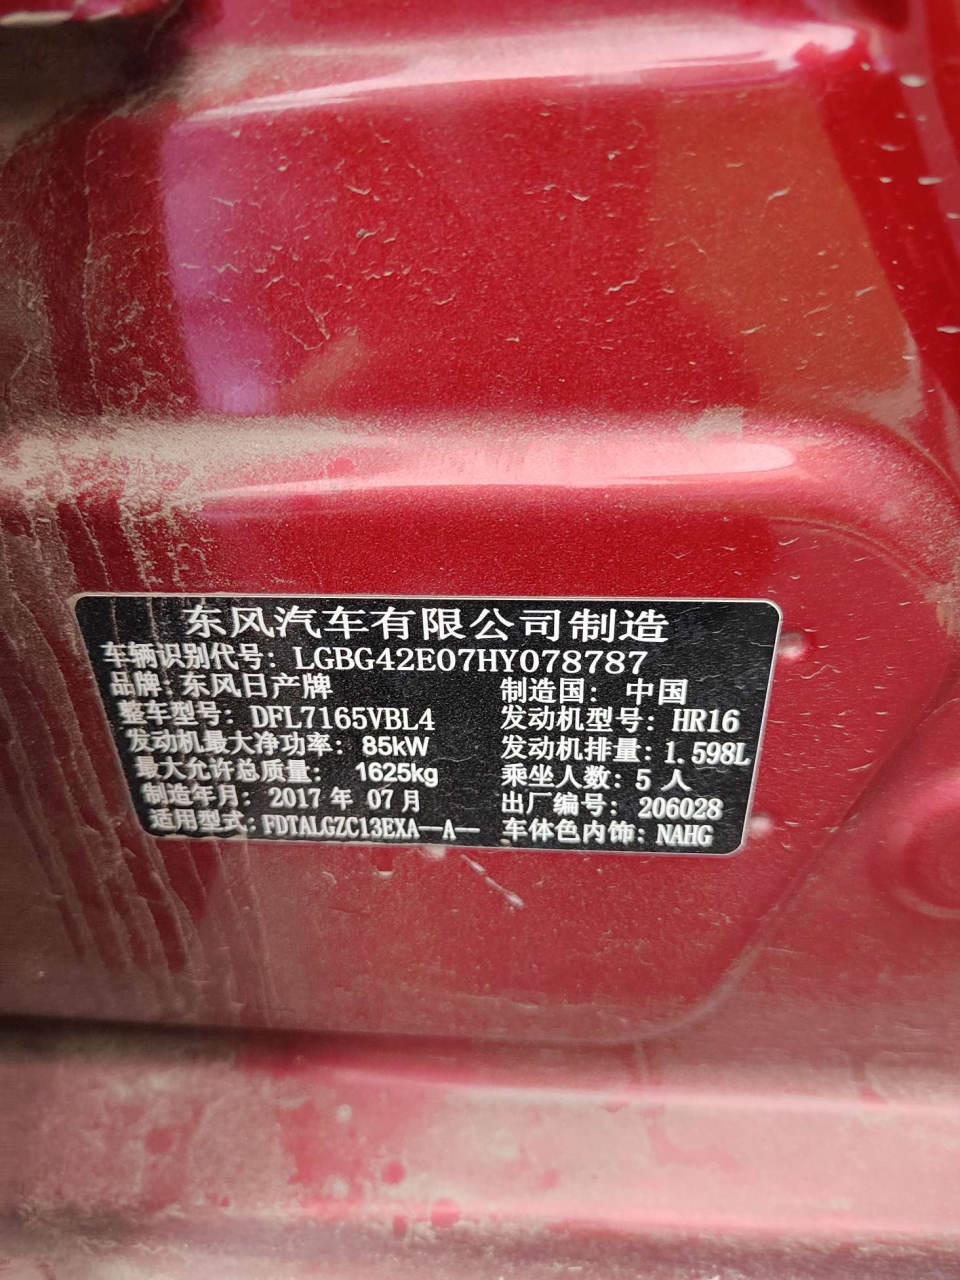 东风汽车有限公司制造
车辆识别代号: LGBG42E07HY078787
品牌: 东风日产牌 制造国: 中国
整车型号: DFL7165VBL4 发动机型号: HR16
发动机最大净功率: 85kW 发动机排量: 1.598L
最大允许总质量: 1625kg 乘坐人数: 5 人
制造年月: 2017 年 07 月 出厂编号: 206028
适用型式: FDTALGZC13EXA—A— 车体色内饰: NAHG